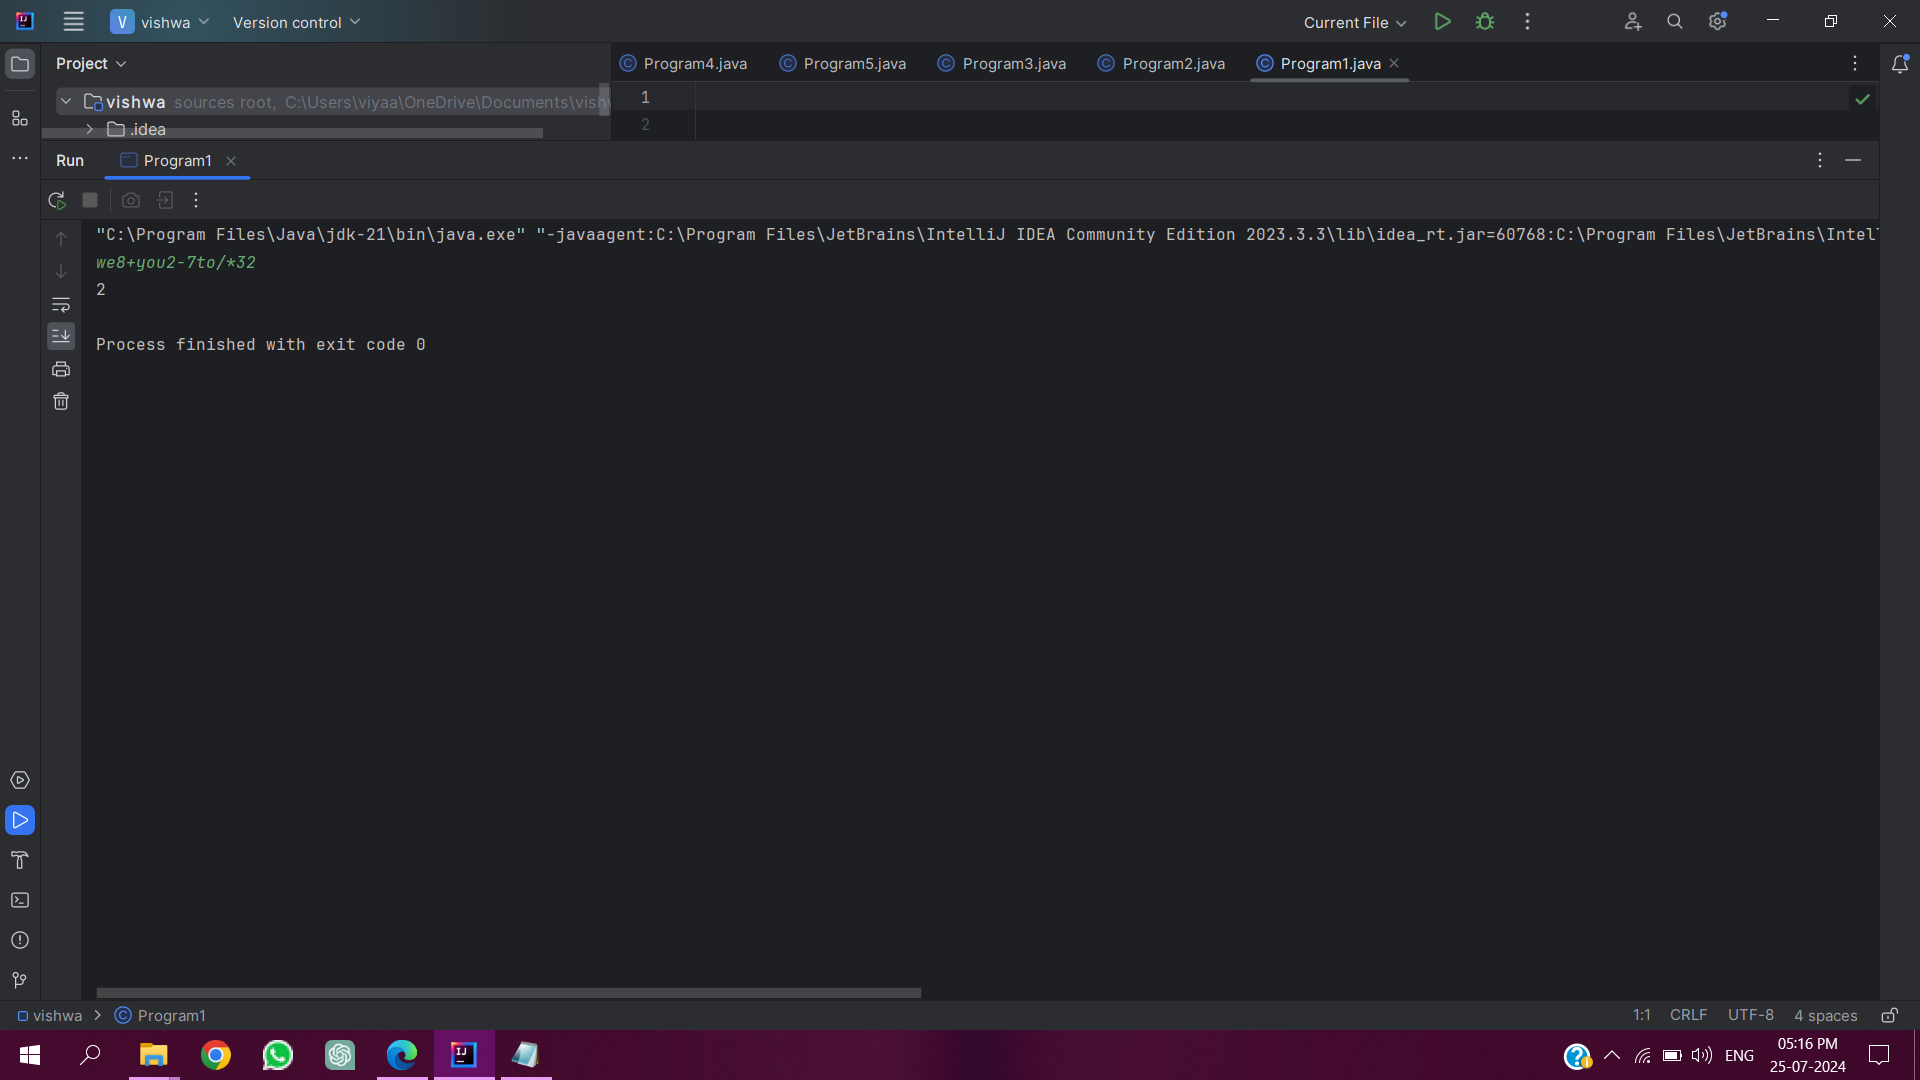 vishwa
Version control
Current File
Project
Program4.java
Program5.java
Program3.java
Program2.java
Program1.java
vishwa sources root, C:\Users\viyaa\OneDrive\Documents\vish
1
.idea
2
Run
Program1
"C:\Program Files\Java\jdk-21\bin\java.exe" "-javaagent:C:\Program Files\JetBrains\IntelliJ IDEA Community Edition 2023.3.3\lib\idea_rt.jar=60768:C:\Program Files\JetBrains\Intel
we8+you2-7to/*32
2
Process finished with exit code 0
vishwa > Program1
1:1 CRLF UTF-8 4 spaces
ENG
05:16 PM
25-07-2024